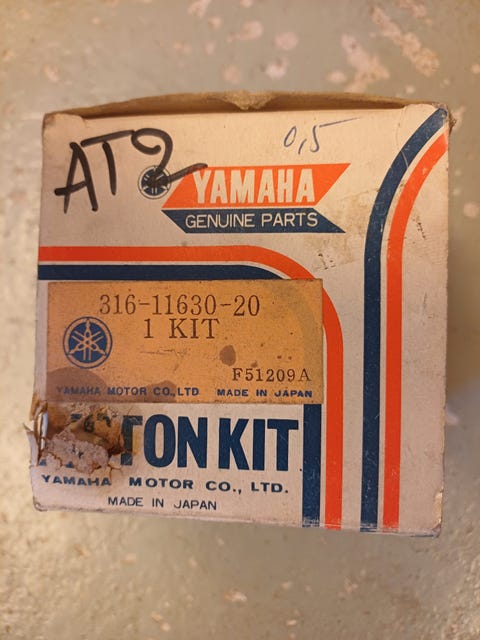 AT2
0,5
YAMAHA
GENUINE PARTS
316-11630-20
1 KIT
F51209A
YAMAHA MOTOR CO., LTD MADE IN JAPAN
TON KIT
YAMAHA MOTOR CO., LTD.
MADE IN JAPAN